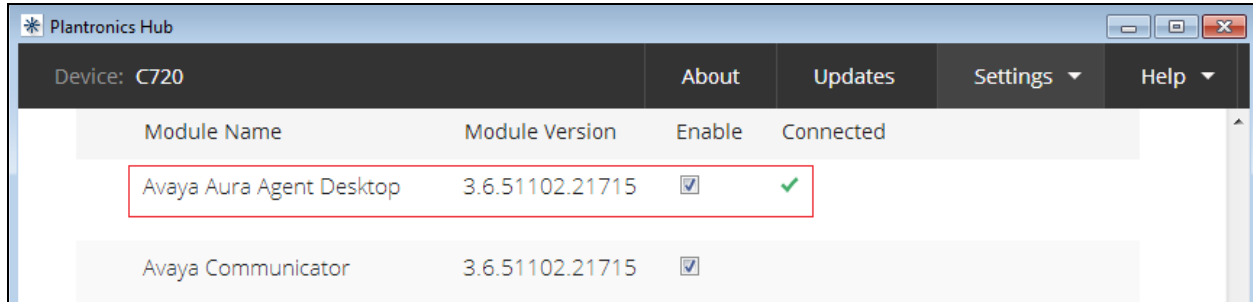 Plantronics Hub
Device: C720 About Updates Settings Help
Module Name Module Version Enable Connected
Avaya Aura Agent Desktop 3.6.51102.21715
Avaya Communicator 3.6.51102.21715